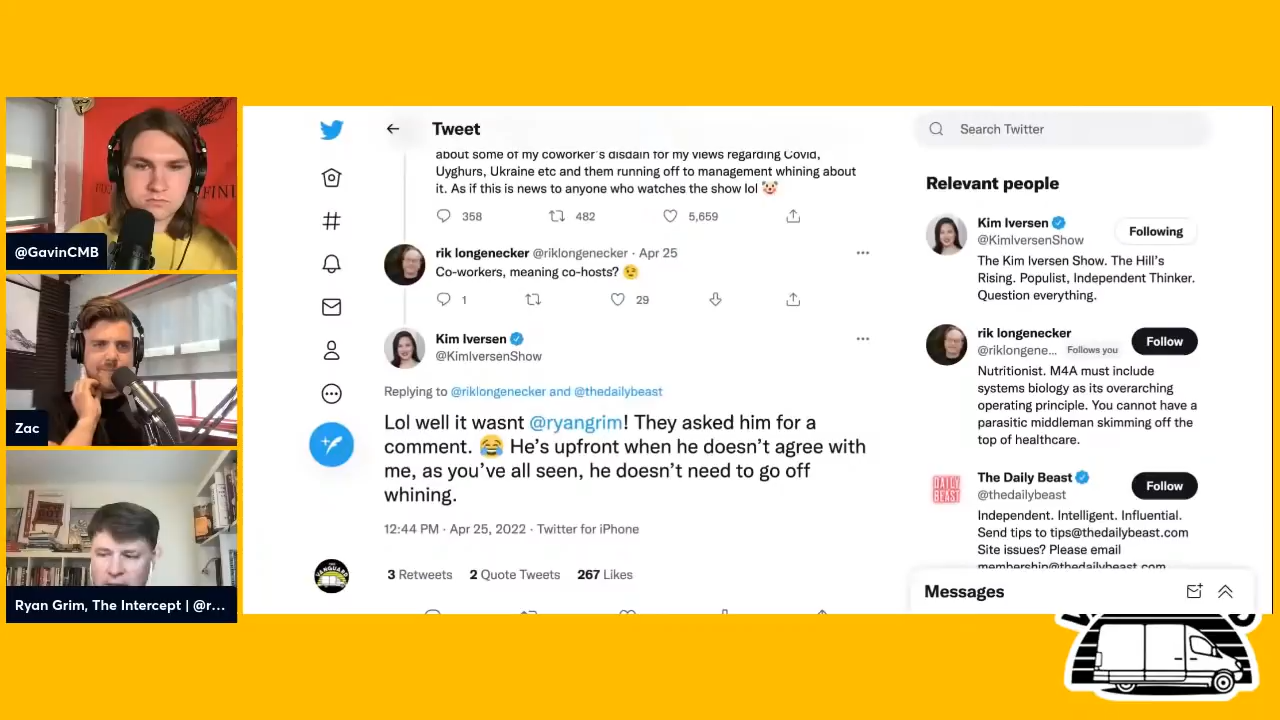 @GavinCMB
Zac
Ryan Grim, The Intercept | @r...
Tweet
about some of my coworker's disdain for my views regarding Covid,
Uyghurs, Ukraine etc and them running off to management whining about
it. As if this is news to anyone who watches the show lol 🤡
358 482 5,659
rik longenecker @riklongenecker · Apr 25
Co-workers, meaning co-hosts? 😉
1 29
Kim Iversen
@KimIversenShow
Replying to @riklongenecker and @thedailybeast
Lol well it wasnt @ryangrim! They asked him for a
comment. 😂 He's upfront when he doesn't agree with
me, as you've all seen, he doesn't need to go off
whining.
12:44 PM · Apr 25, 2022 · Twitter for iPhone
3 Retweets 2 Quote Tweets 267 Likes
Search Twitter
Relevant people
Kim Iversen
@KimIversenShow
Following
The Kim Iversen Show. The Hill's
Rising. Populist, Independent Thinker.
Question everything.
rik longenecker
@riklongene... Follows you
Follow
Nutritionist. M4A must include
systems biology as its overarching
operating principle. You cannot have a
parasitic middleman skimming off the
top of healthcare.
DAILY
BEAST
The Daily Beast
@thedailybeast
Follow
Independent. Intelligent. Influential.
Send tips to tips@thedailybeast.com
Site issues? Please email
membership@thedailybeast.com
Messages
VANGUARD